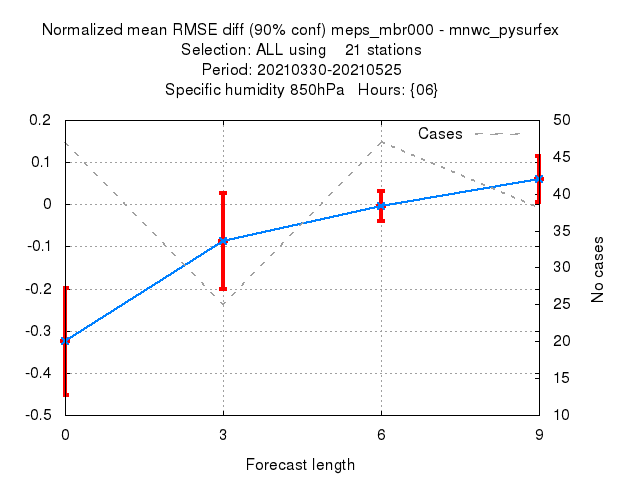 Normalized mean RMSE diff (90% conf) meps_mbr000 - mnwc_pysurfex
Selection: ALL using 21 stations
Period: 20210330-20210525
Specific humidity 850hPa Hours: {06}
Cases
0.2
0.1
0
-0.1
-0.2
-0.3
-0.4
-0.5
50
45
40
35
30
25
20
15
10
No cases
0 3 6 9
Forecast length